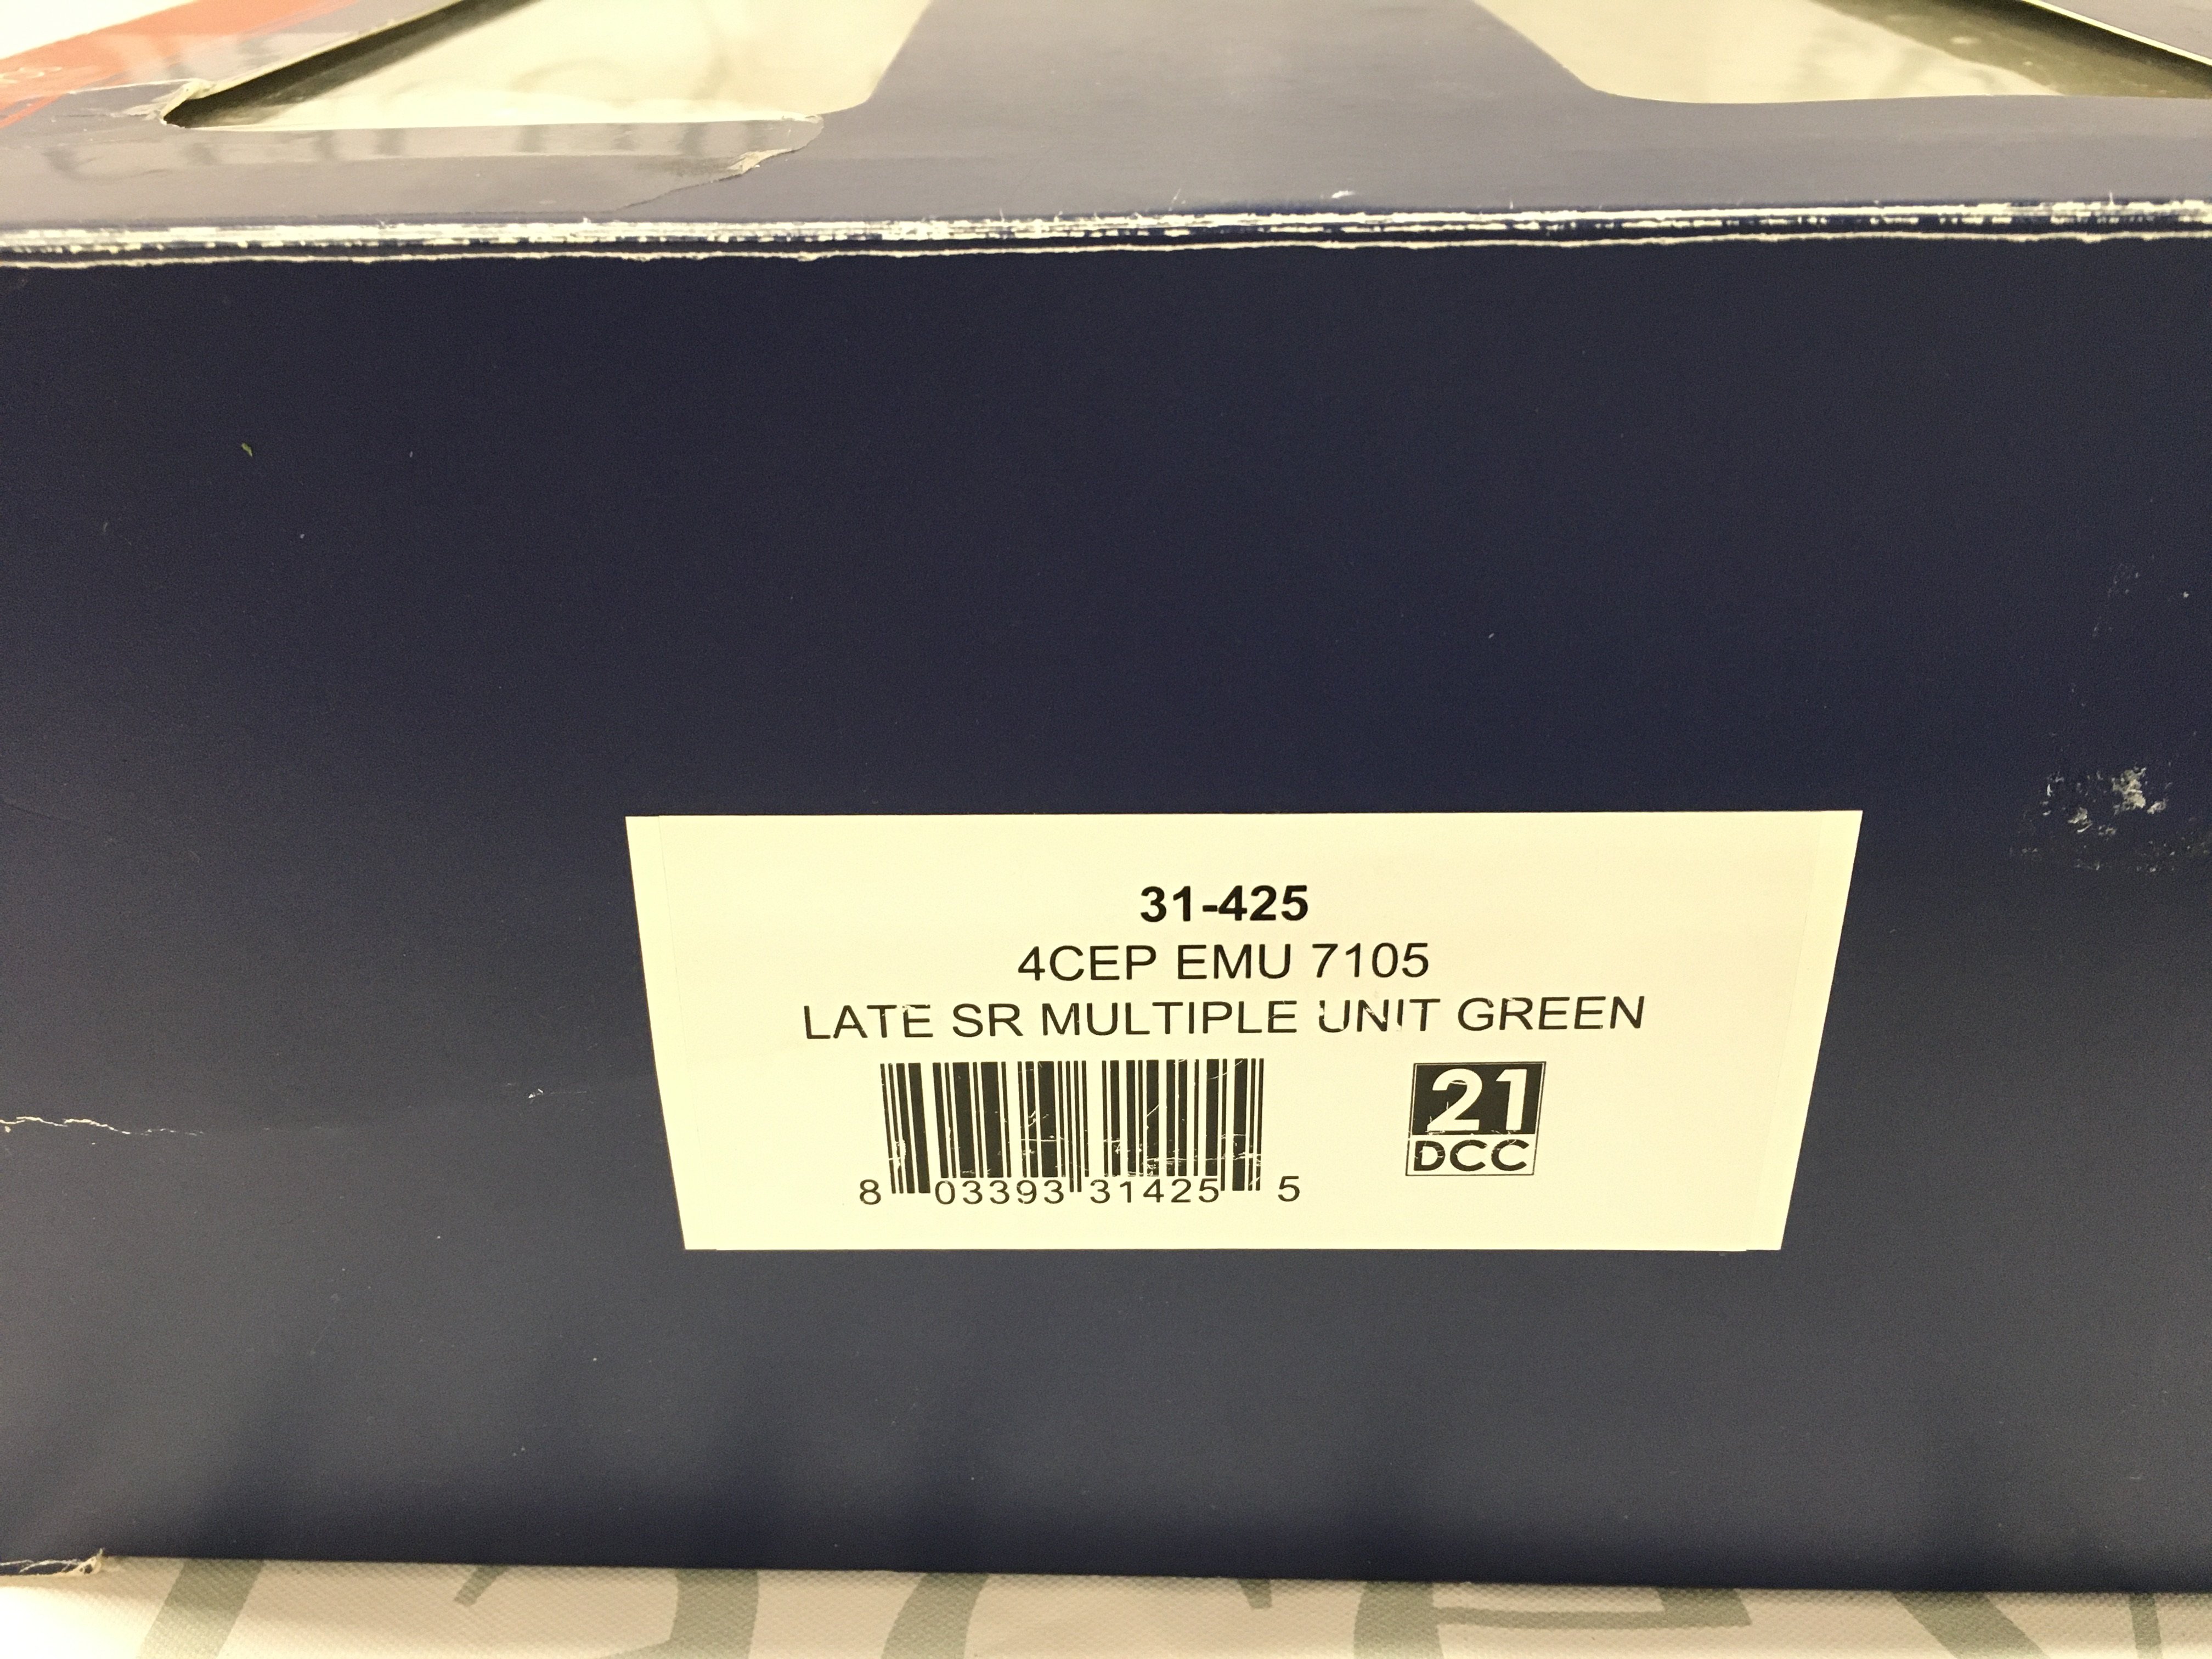 31-425
4CEP EMU 7105
LATE SR MULTIPLE UNIT GREEN
21
DCC
8 03393 31425 5